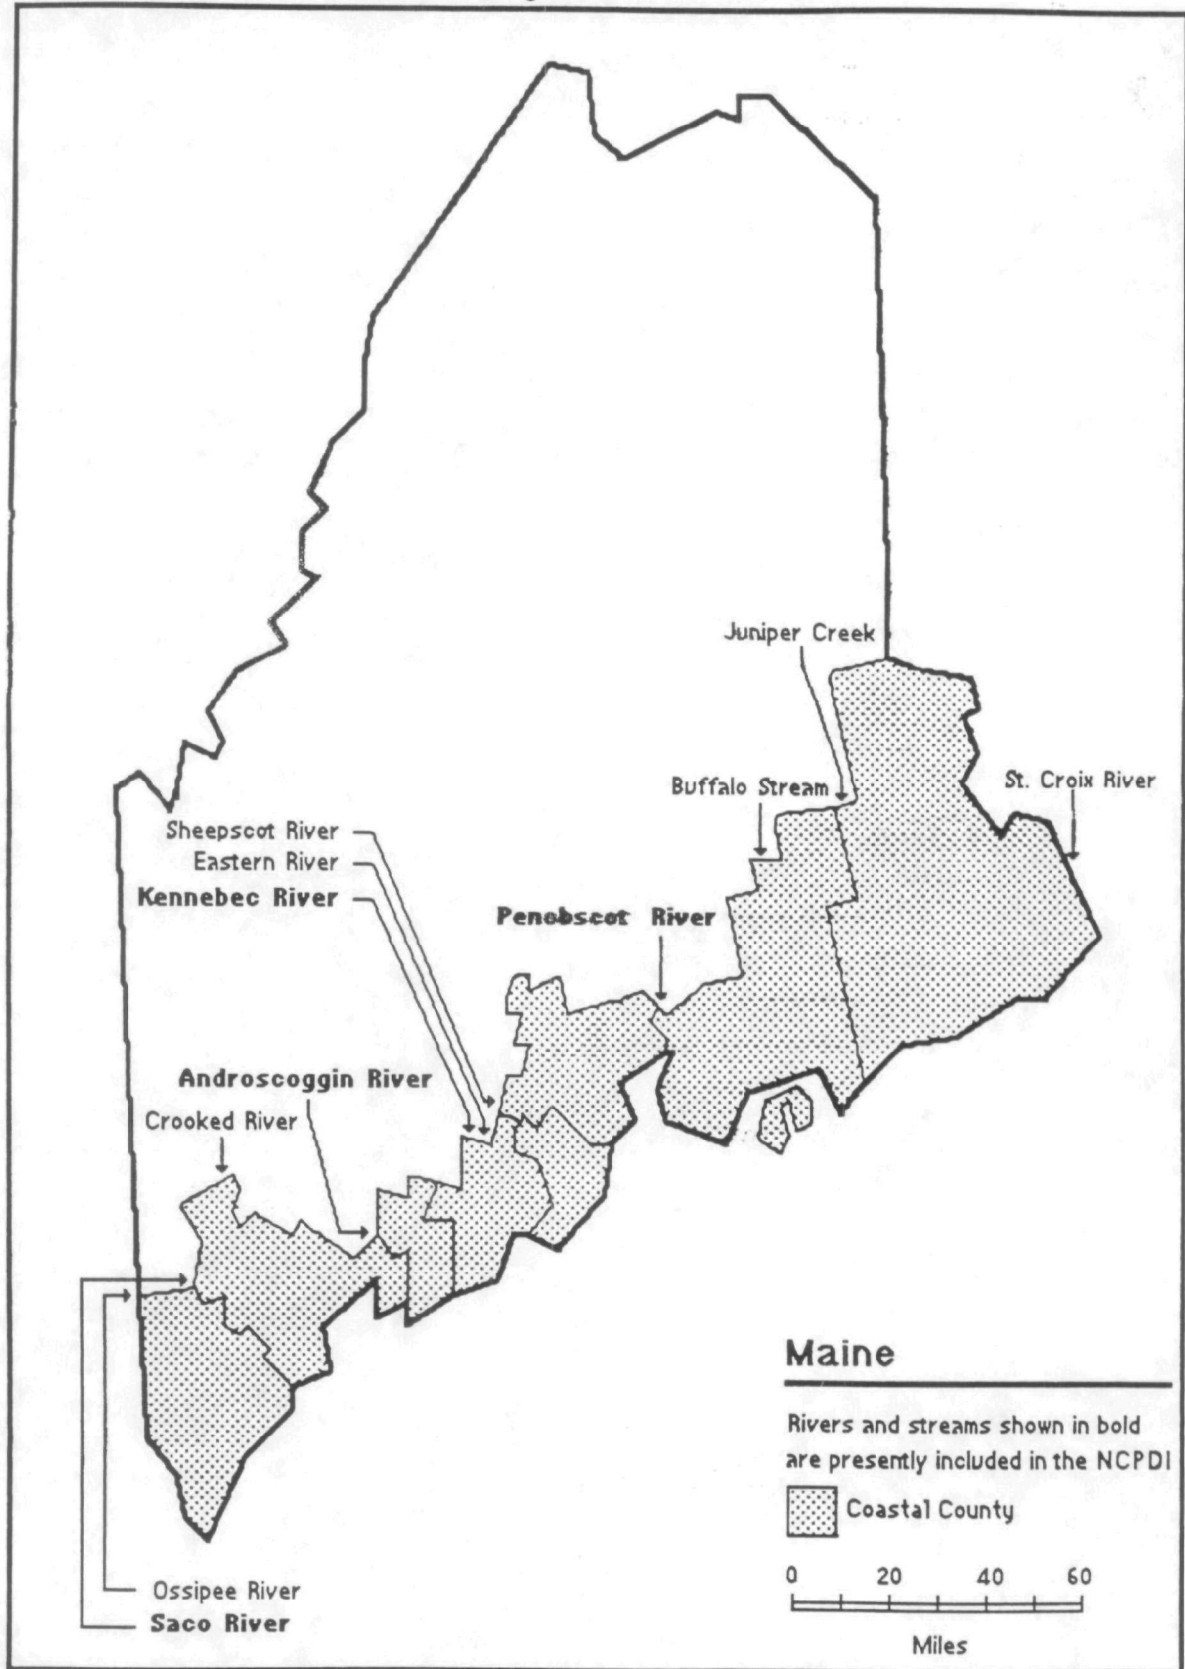 Juniper Creek
Buffalo Stream
St. Croix River
Sheepscot River
Eastern River
Kennebec River
Penobscot River
Androscoggin River
Crooked River
Maine
Rivers and streams shown in bold
are presently included in the NCPDI
Coastal County
0 20 40 60
Miles
Ossipee River
Saco River